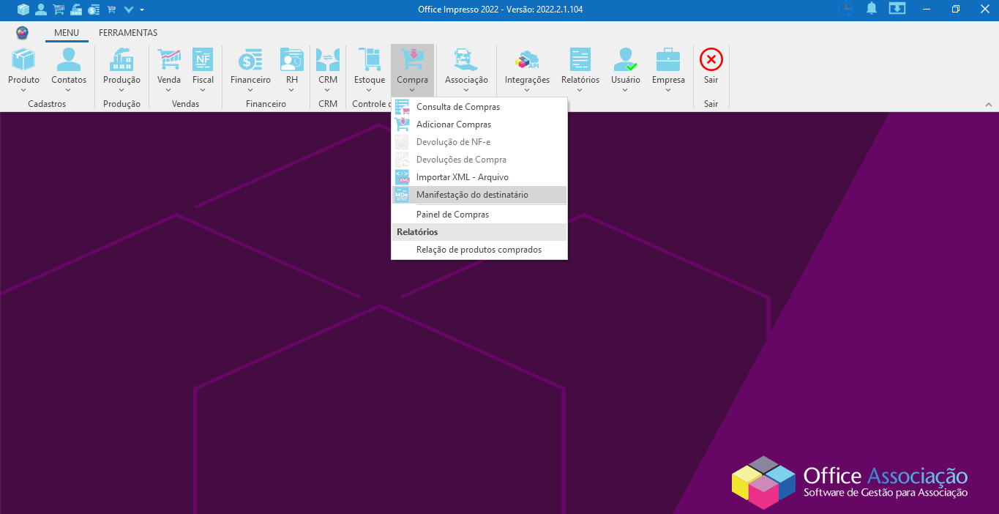 Office Impresso 2022 - Versão: 2022.2.1.104
MENU FERRAMENTAS
Produto Contatos Produção Venda Fiscal Financeiro RH CRM Estoque Compra Associação Integrações Relatórios Usuário Empresa Sair
Cadastros Produção Vendas Financeiro CRM Controle Sair
Consulta de Compras
Adicionar Compras
Devolução de NF-e
Devoluções de Compra
Importar XML - Arquivo
Manifestação do destinatário
Painel de Compras
Relatórios
Relação de produtos comprados
Office Associação
Software de Gestão para Associação